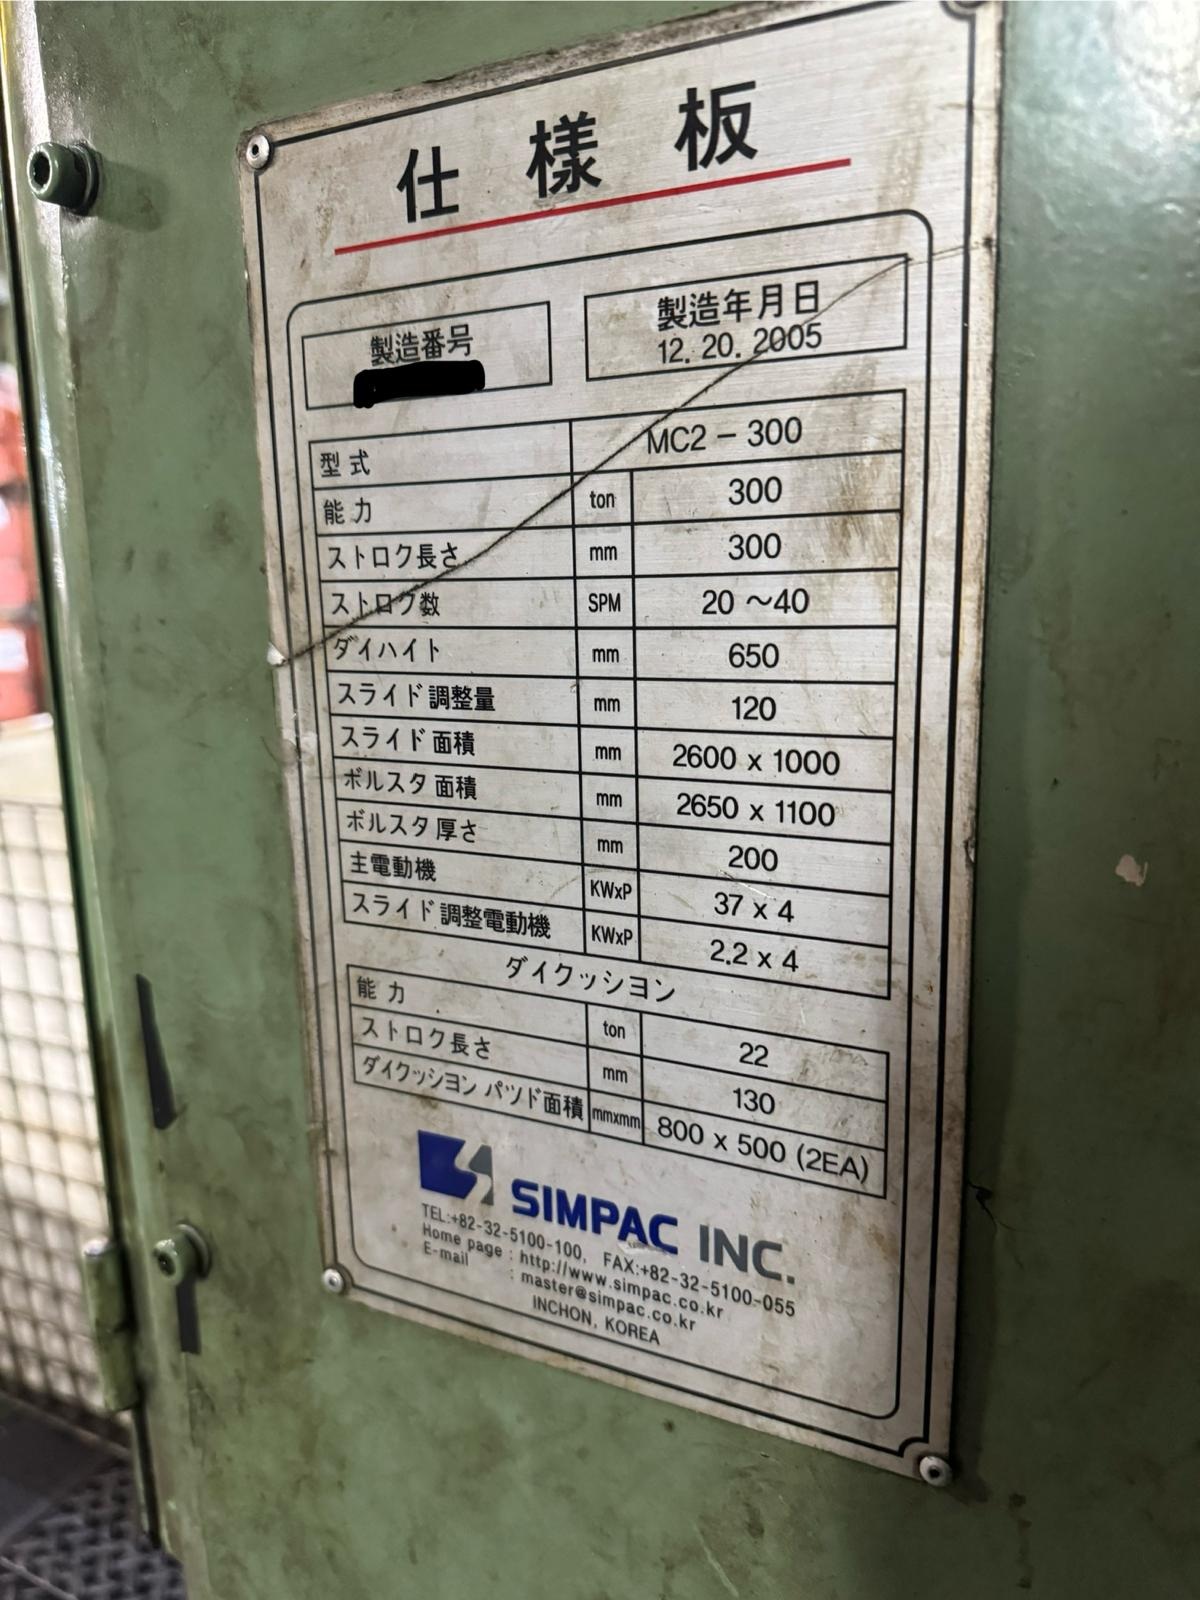 仕様板
製造番号
製造年月日
12. 20. 2005
型式 MC2 - 300
能力 ton 300
ストロク長さ mm 300
ストロク数 SPM 20 ~40
ダイハイト mm 650
スライド 調整量 mm 120
スライド 面積 mm 2600 x 1000
ボルスタ 面積 mm 2650 x 1100
ボルスタ 厚さ mm 200
主電動機 KWxP 37 x 4
スライド 調整電動機 KWxP 2.2 x 4
ダイクッション
能力 ton 22
ストロク長さ mm 130
ダイクッション パツド面積 mmxmm 800 x 500 (2EA)
SIMPAC INC.
TEL:+82-32-5100-100, FAX:+82-32-5100-055
Home page : http://www.simpac.co.kr
E-mail : master@simpac.co.kr
INCHON, KOREA